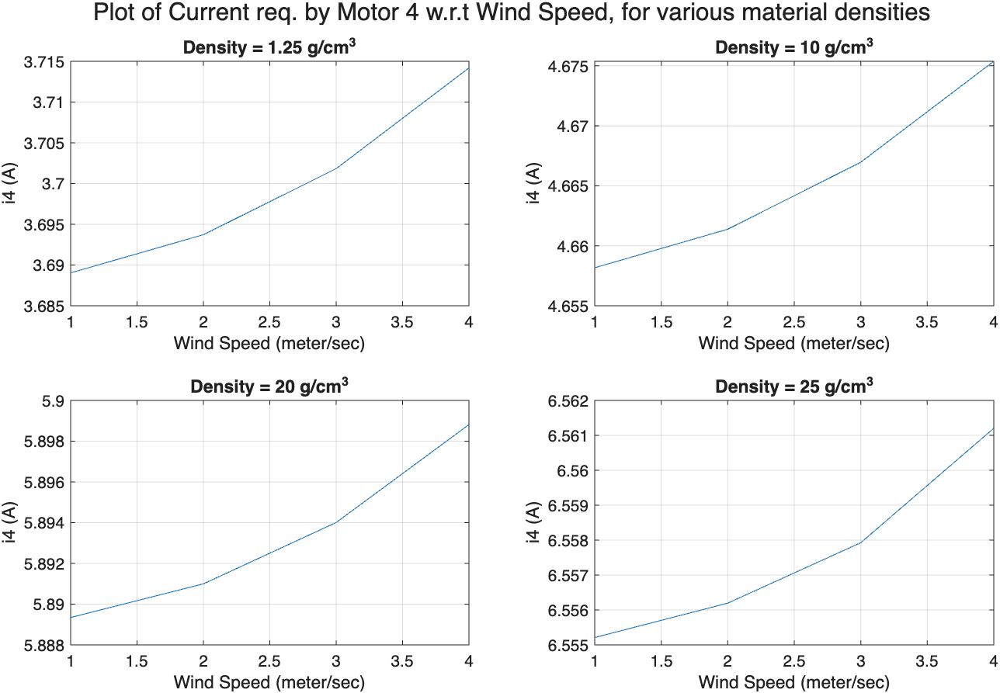 Plot of Current req. by Motor 4 w.r.t Wind Speed, for various material densities
Density = 1.25 g/cm³
3.715
3.71
3.705
3.7
3.695
3.69
3.685
i4 (A)
1 1.5 2 2.5 3 3.5 4
Wind Speed (meter/sec)
Density = 10 g/cm³
4.675
4.67
4.665
4.66
4.655
i4 (A)
1 1.5 2 2.5 3 3.5 4
Wind Speed (meter/sec)
Density = 20 g/cm³
5.9
5.898
5.896
5.894
5.892
5.89
5.888
i4 (A)
1 1.5 2 2.5 3 3.5 4
Wind Speed (meter/sec)
Density = 25 g/cm³
6.562
6.561
6.56
6.559
6.558
6.557
6.556
6.555
i4 (A)
1 1.5 2 2.5 3 3.5 4
Wind Speed (meter/sec)